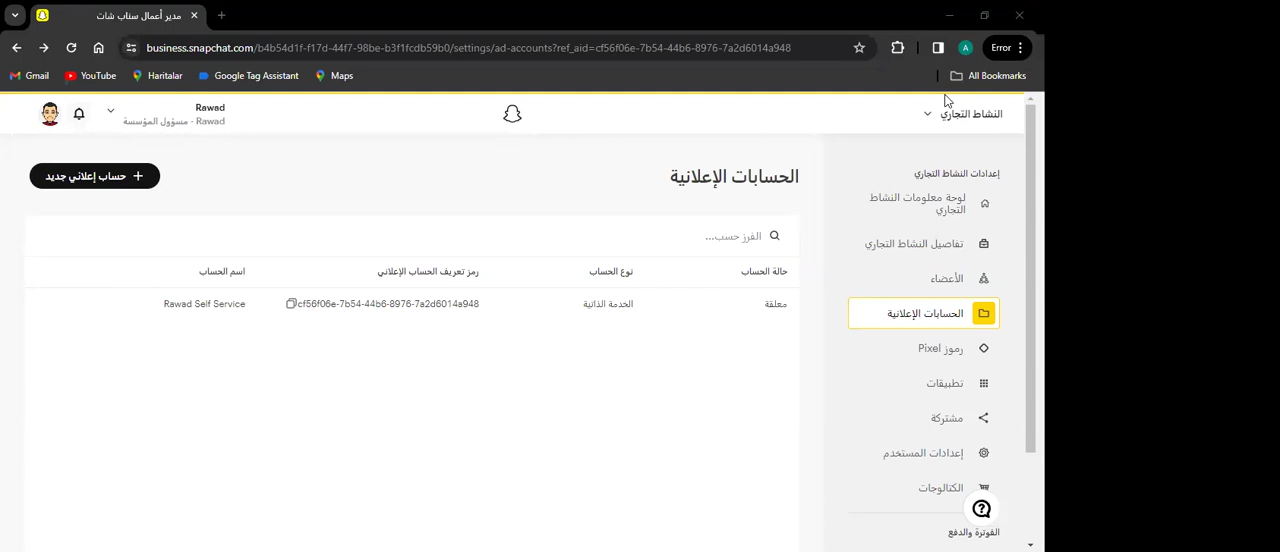 مدير أعمال سناب شات
business.snapchat.com/b4b54d1f-f17d-44f7-98be-b3f1fcdb59b0/settings/ad-accounts?ref_aid=cf56f06e-7b54-44b6-8976-7a2d6014a948
A
Error
Gmail
YouTube
Haritalar
Google Tag Assistant
Maps
All Bookmarks
النشاط التجاري
Rawad
Rawad - مسؤول المؤسسة
إعدادات النشاط التجاري
لوحة معلومات النشاط
التجاري
تفاصيل النشاط التجاري
الأعضاء
الحسابات الإعلانية
رموز Pixel
تطبيقات
مشتركة
إعدادات المستخدم
الكتالوجات
الفوترة والدفع
الحسابات الإعلانية
حساب إعلاني جديد
الفرز حسب...
حالة الحساب
نوع الحساب
رمز تعريف الحساب الإعلاني
اسم الحساب
معلقة
الخدمة الذاتية
cf56f06e-7b54-44b6-8976-7a2d6014a948
Rawad Self Service